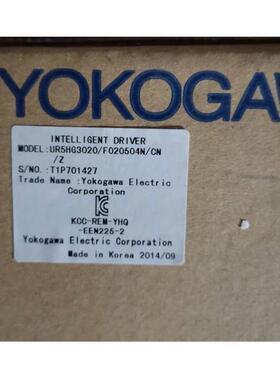 YOKOGAW
INTELLIGENT DRIVER
MODEL:UR5HG3020/F020504N/CN
/Z
S/NO.:T1P701427
Trade Name :Yokogawa Electric
Corporation
KCC-REM-YHQ
-EEN225-2
Yokogawa Electric Corporation
Made in Korea 2014/09